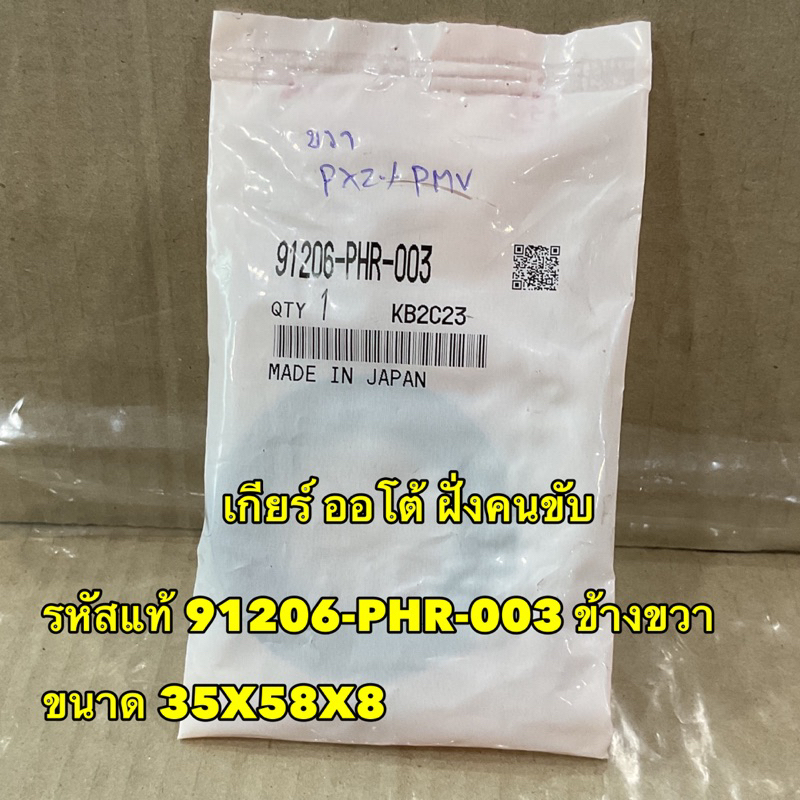 ขวา
PX2-/PMV
91206-PHR-003
QTY 1 KB2C23
MADE IN JAPAN
เกียร์ ออโต้ ฝั่งคนขับ
รหัสแท้ 91206-PHR-003 ข้างขวา
ขนาด 35X58X8